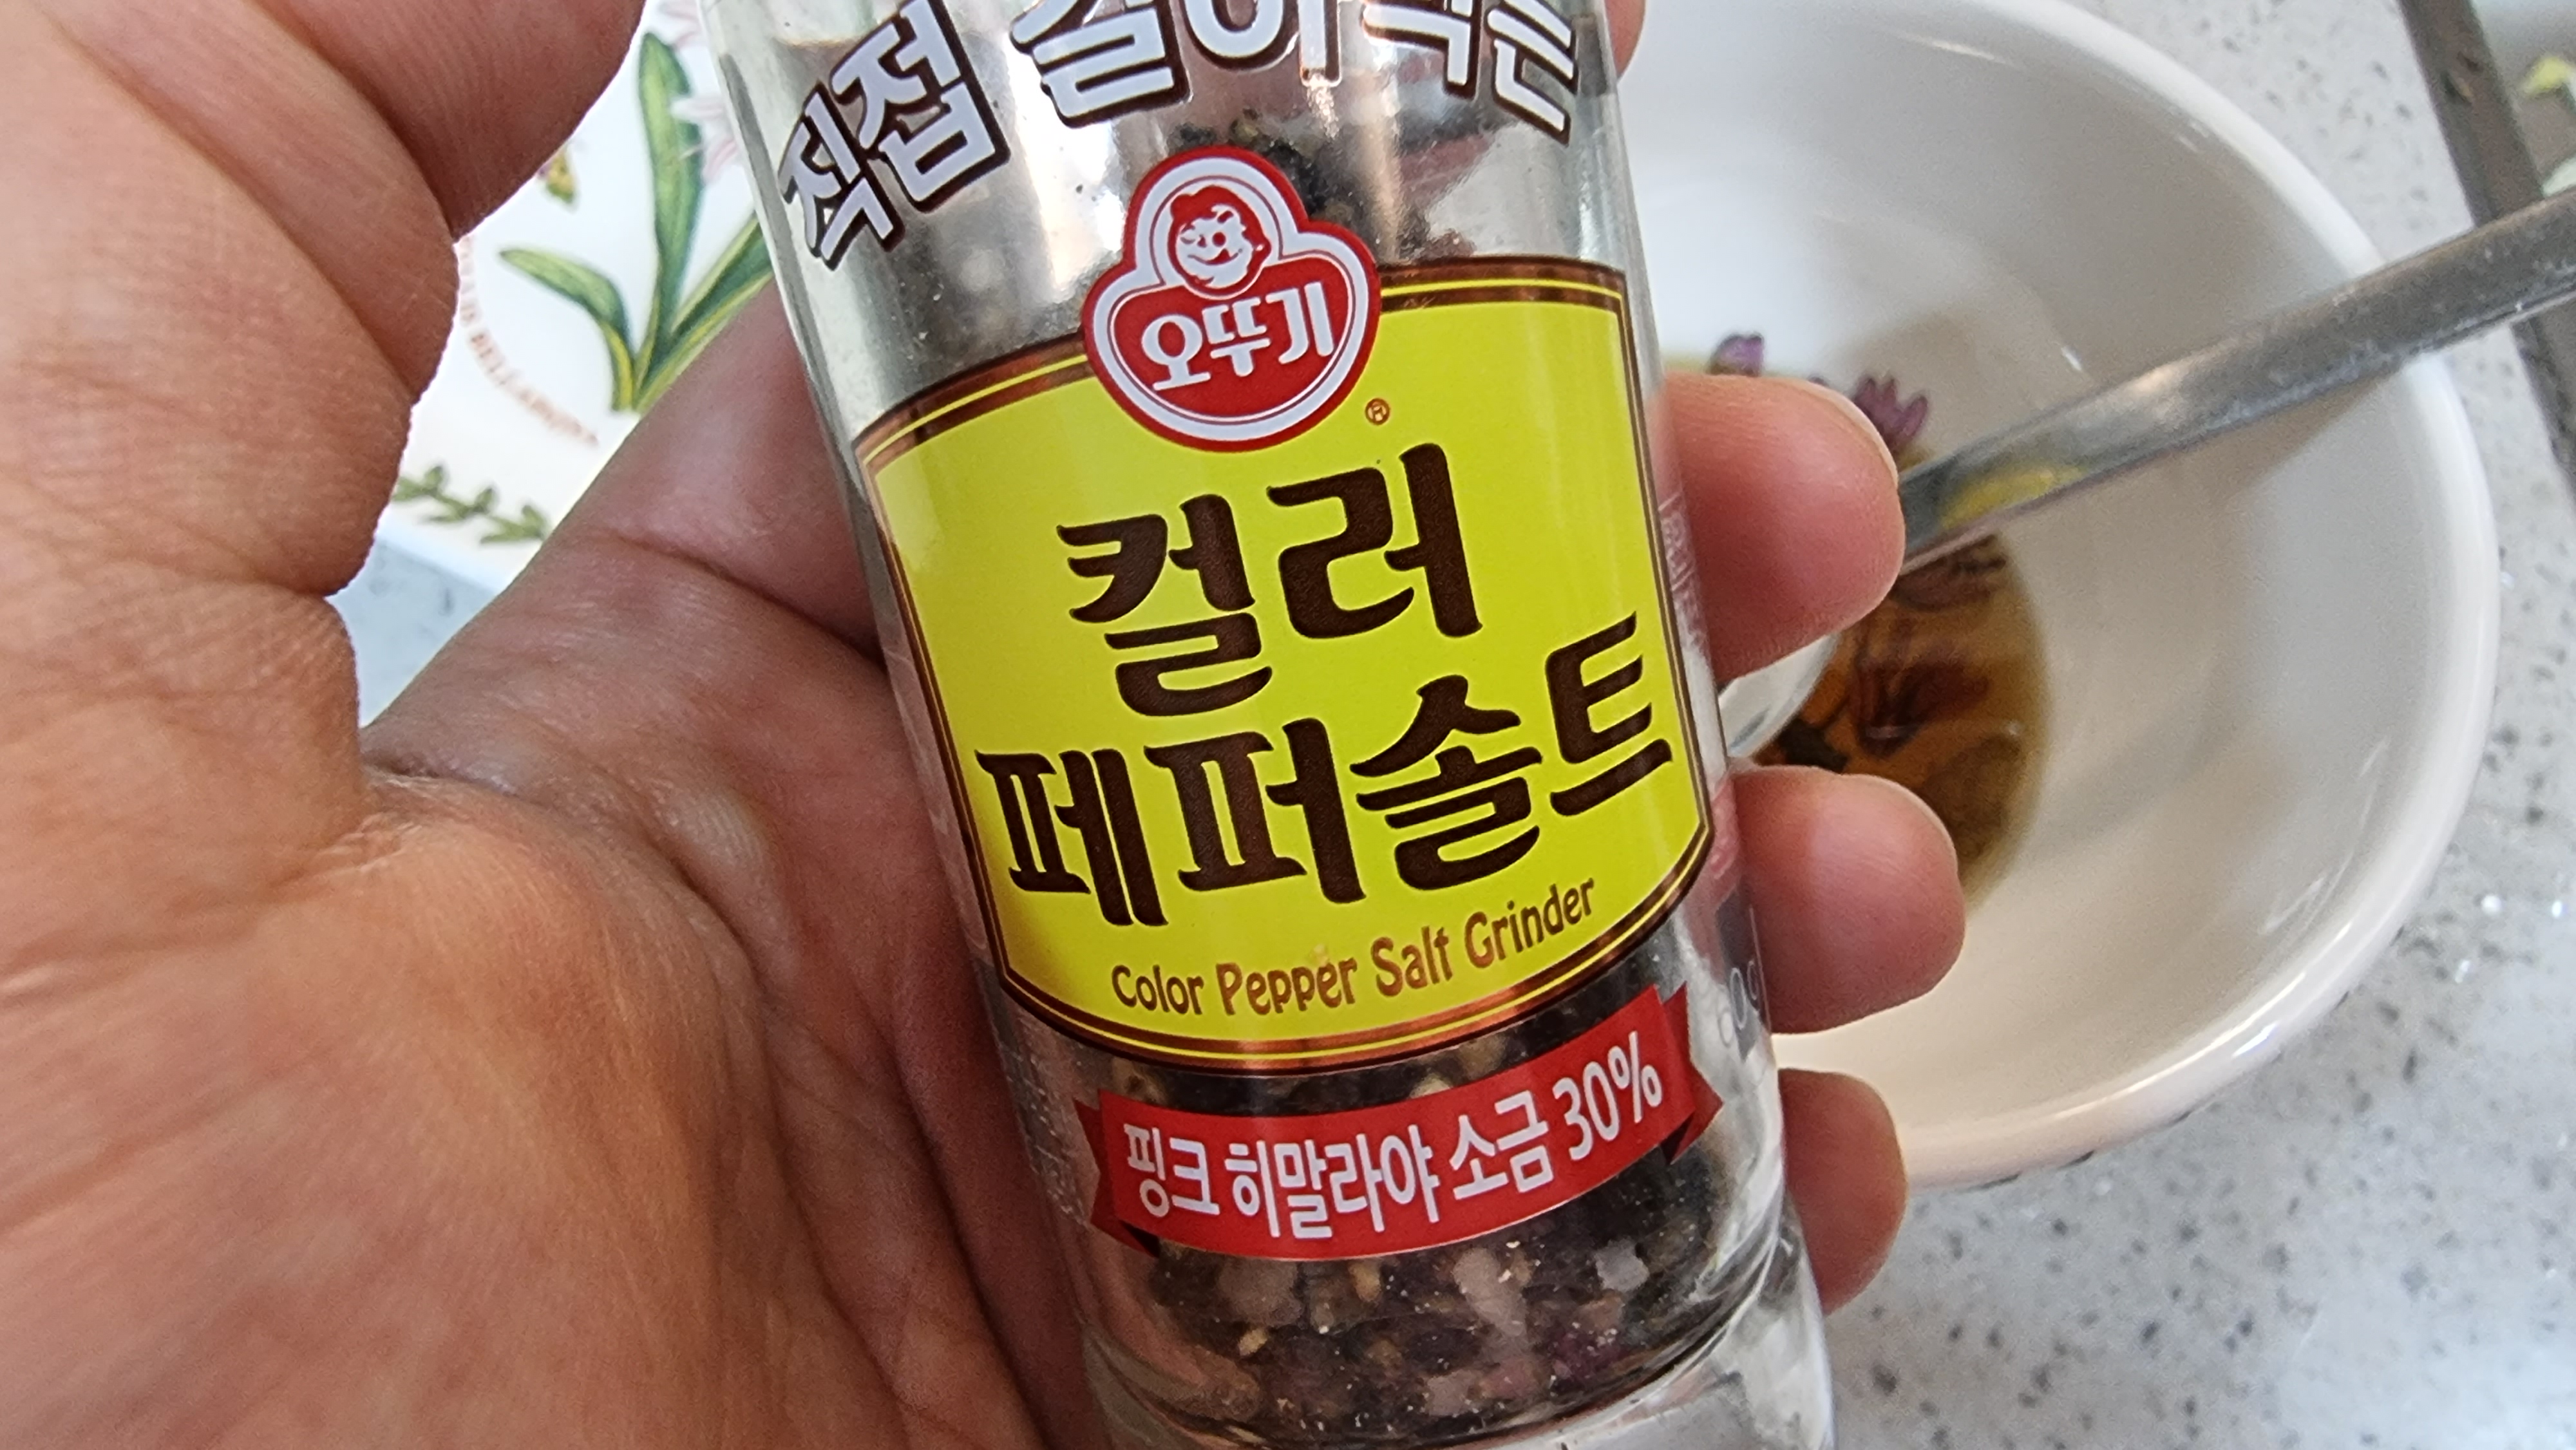 직접 갈아먹는
오뚜기
®
컬러
페퍼솔트
Color Pepper Salt Grinder
핑크 히말라야 소금 30%